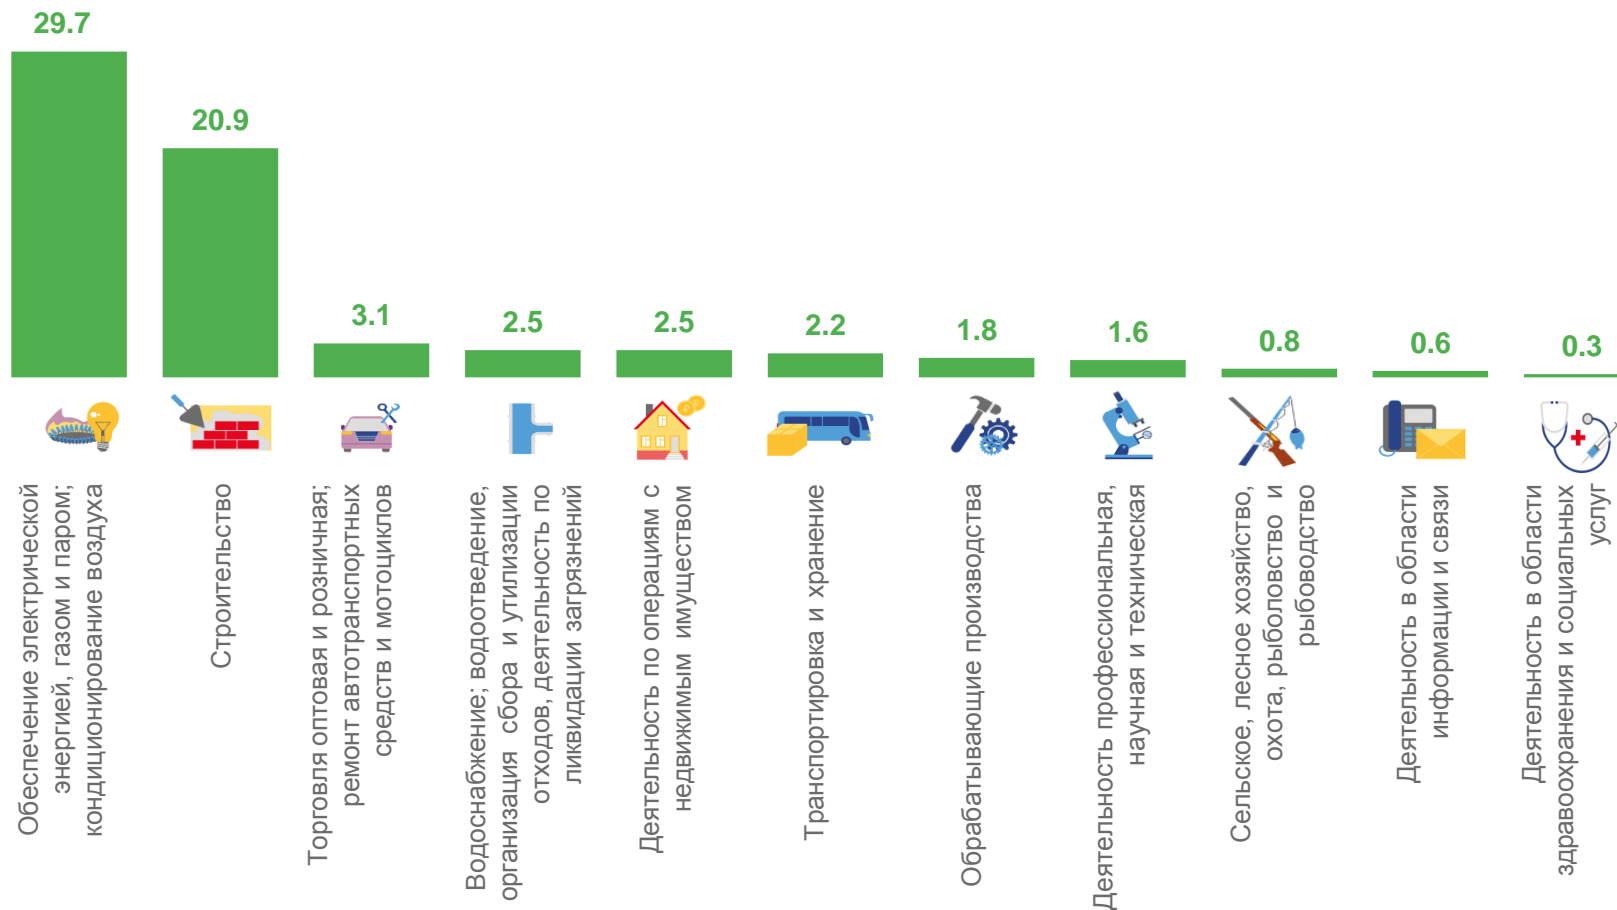 29.7
20.9
3.1
2.5
2.5
2.2
1.8
1.6
0.8
0.6
0.3
Обеспечение электрической
энергией, газом и паром;
кондиционирование воздуха
Строительство
Торговля оптовая и розничная;
ремонт автотранспортных
средств и мотоциклов
Водоснабжение; водоотведение,
организация сбора и утилизации
отходов, деятельность по
ликвидации загрязнений
Деятельность по операциям с
недвижимым имуществом
Транспортировка и хранение
Обрабатывающие производства
Деятельность профессиональная,
научная и техническая
Сельское, лесное хозяйство,
охота, рыболовство и
рыбоводство
Деятельность в области
информации и связи
Деятельность в области
здравоохранения и социальных
услуг